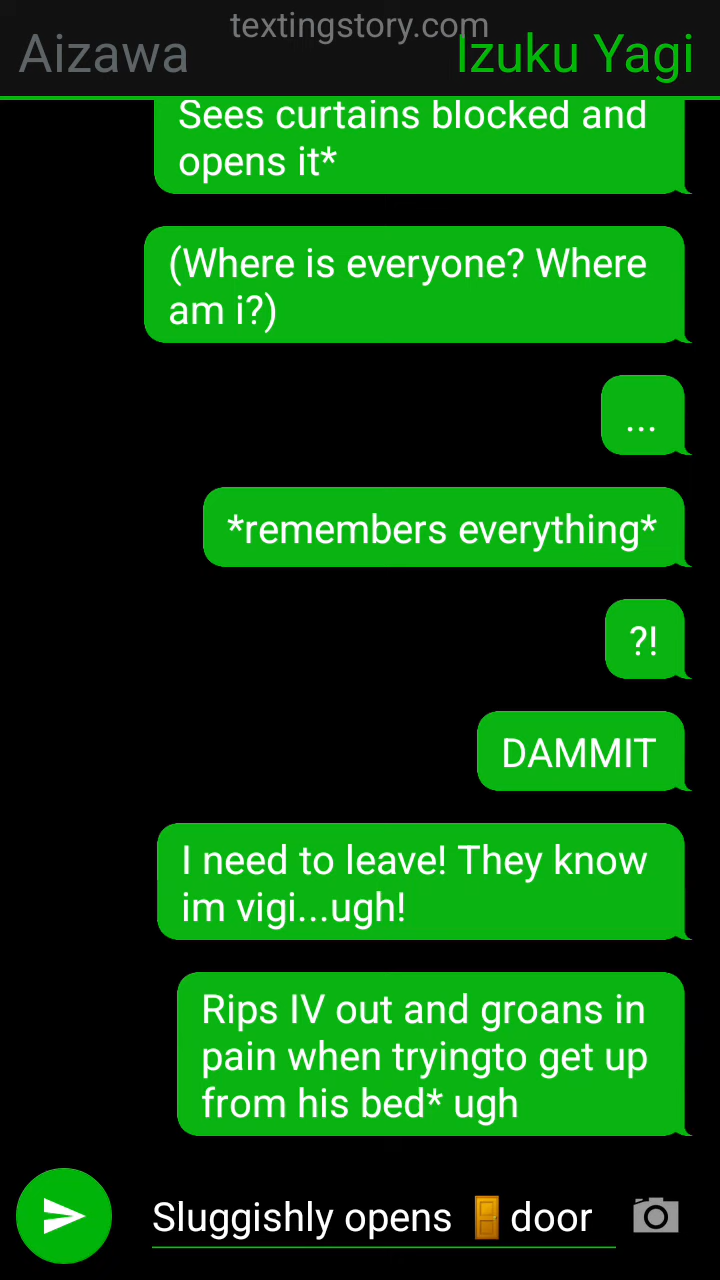 textingstory.com
Aizawa
Izuku Yagi
Sees curtains blocked and
opens it*
(Where is everyone? Where
am i?)
...
*remembers everything*
?!
DAMMIT
I need to leave! They know
im vigi...ugh!
Rips IV out and groans in
pain when tryingto get up
from his bed* ugh
Sluggishly opens 🚪 door